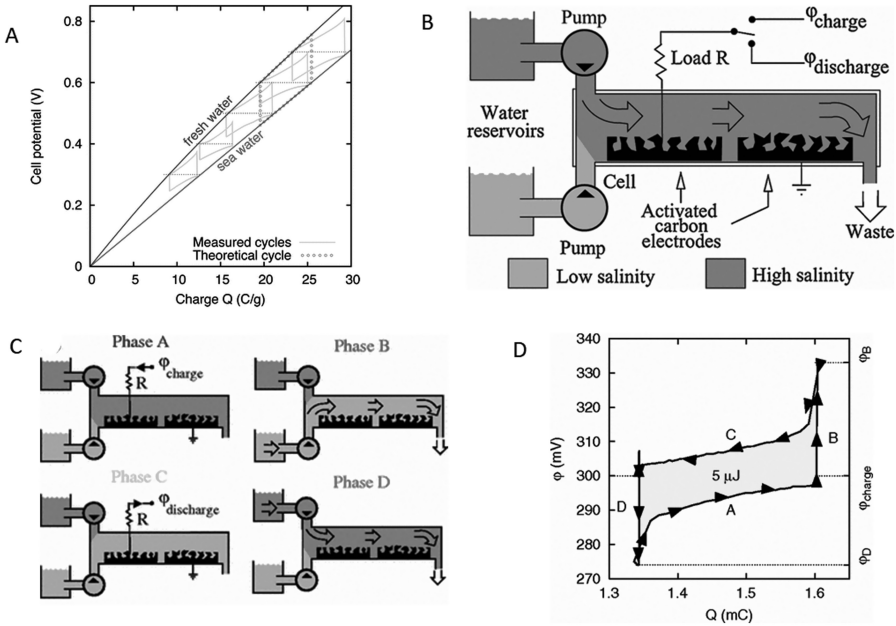 A
Cell potential (V)
0.8
0.6
0.4
0.2
0
0
5
10
15
20
25
30
Charge Q (C/g)
fresh water
sea water
Measured cycles
Theoretical cycle
B
Pump
Load R
φcharge
φdischarge
Water
reservoirs
Cell
Pump
Activated
carbon
electrodes
Waste
Low salinity
High salinity
C
Phase A
φcharge
R
Phase B
Phase C
φdischarge
R
Phase D
D
φ (mV)
340
330
320
310
300
290
280
270
1.3
1.4
1.5
1.6
Q (mC)
C
5 µJ
A
B
D
φB
φcharge
φD